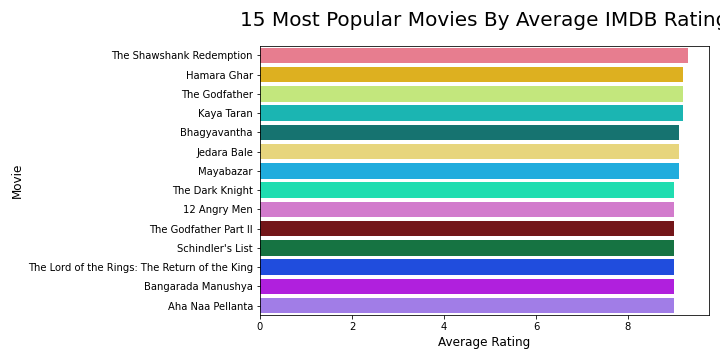 15 Most Popular Movies By Average IMDB Rating
The Shawshank Redemption
Hamara Ghar
The Godfather
Kaya Taran
Bhagyavantha
Jedara Bale
Mayabazar
The Dark Knight
12 Angry Men
The Godfather Part II
Schindler's List
The Lord of the Rings: The Return of the King
Bangarada Manushya
Aha Naa Pellanta
Movie
0 2 4 6 8
Average Rating